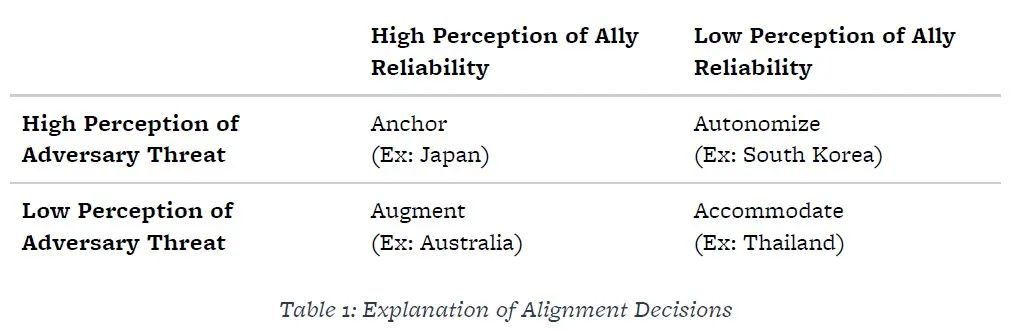 High Perception of Ally Low Perception of Ally
Reliability Reliability
High Perception of Anchor Autonomize
Adversary Threat (Ex: Japan) (Ex: South Korea)
Low Perception of Augment Accommodate
Adversary Threat (Ex: Australia) (Ex: Thailand)
Table 1: Explanation of Alignment Decisions